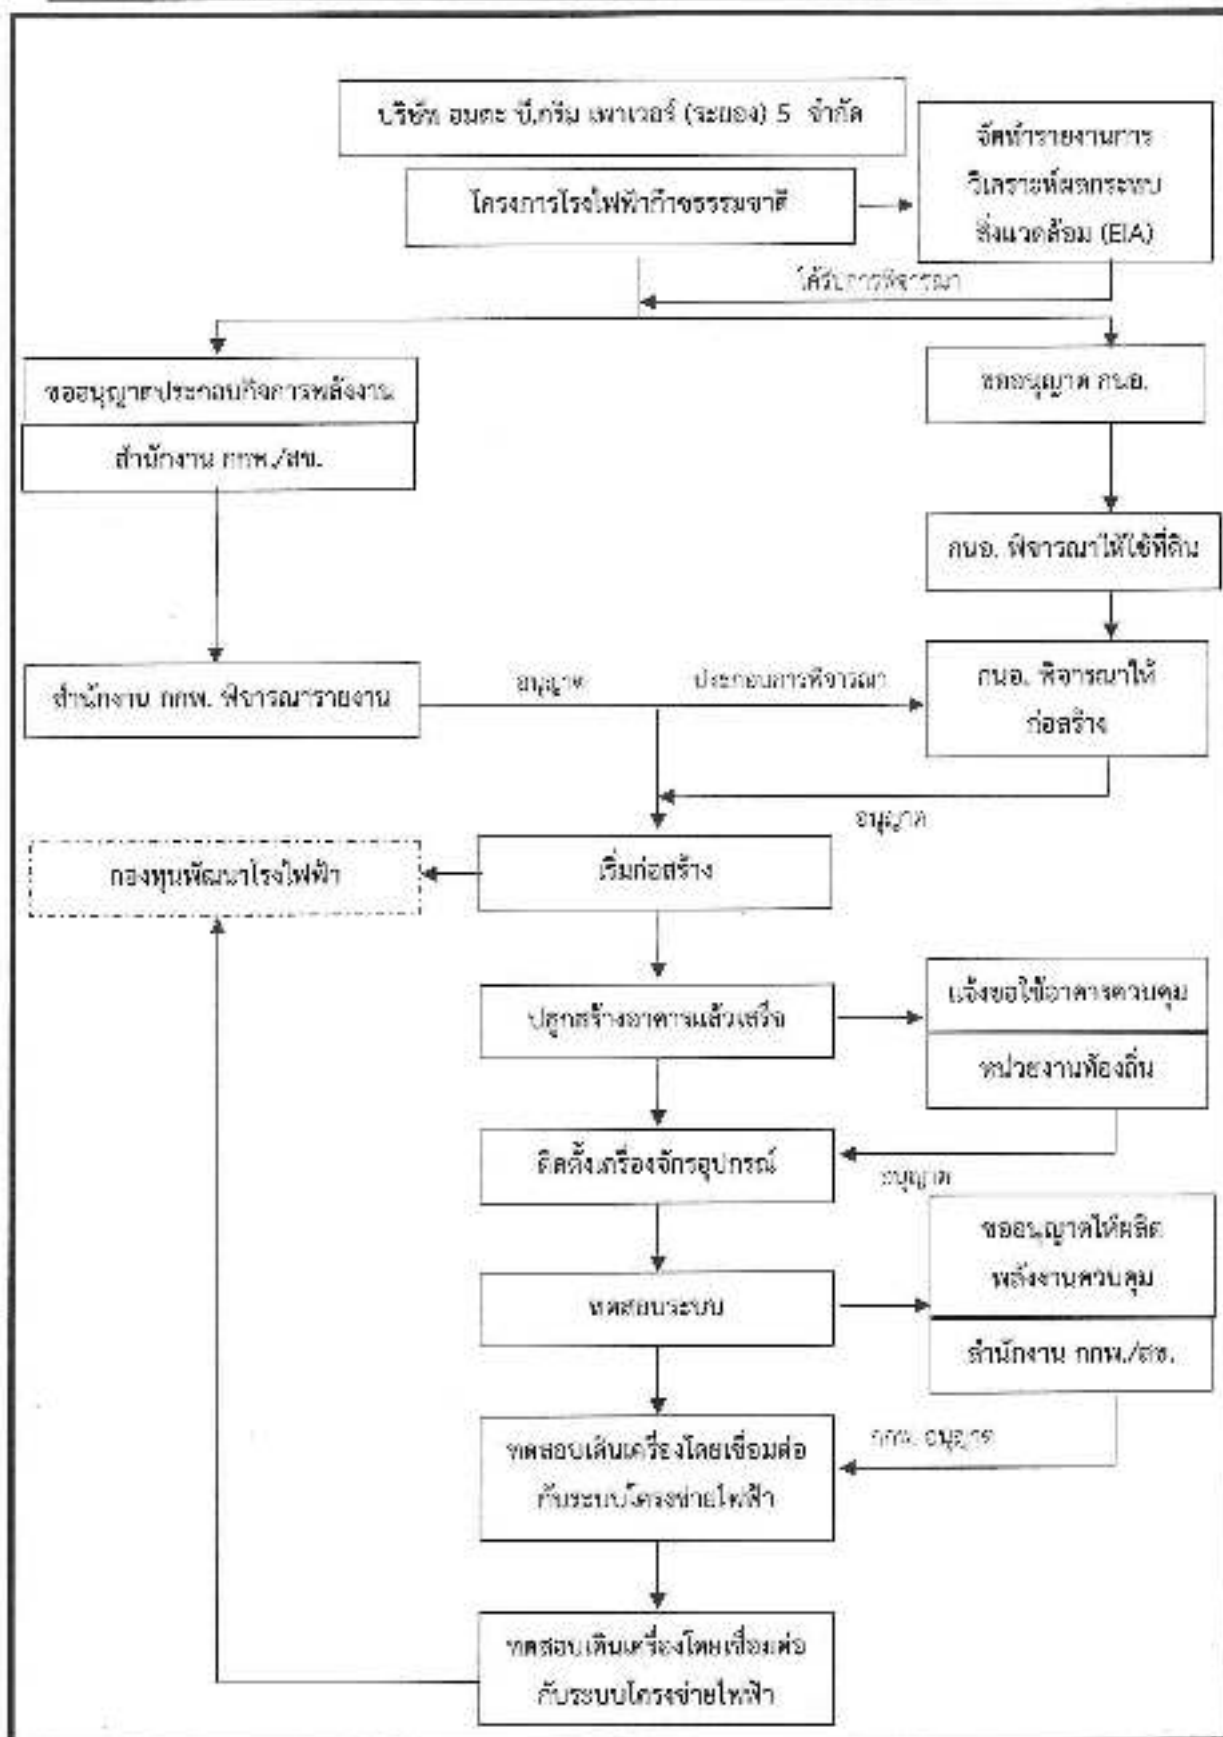 บริษัท อมตะ บี.กริม เพาเวอร์ (ระยอง) 5 จำกัด
โครงการโรงไฟฟ้าก๊าซธรรมชาติ
จัดทำรายงานการ
วิเคราะห์ผลกระทบ
สิ่งแวดล้อม (EIA)
ได้รับการพิจารณา
ขออนุญาตประกอบกิจการพลังงาน
สำนักงาน กกพ./สข.
ขออนุญาต กนอ.
กนอ. พิจารณาให้ใช้ที่ดิน
สำนักงาน กกพ. พิจารณารายงาน
อนุญาต
ประกอบการพิจารณา
กนอ. พิจารณาให้
ก่อสร้าง
อนุญาต
กองทุนพัฒนาโรงไฟฟ้า
เริ่มก่อสร้าง
ปลูกสร้างอาคารแล้วเสร็จ
แจ้งขอใช้อาคารควบคุม
หน่วยงานท้องถิ่น
ติดตั้งเครื่องจักรอุปกรณ์
อนุญาต
ขออนุญาตให้ผลิต
พลังงานควบคุม
ทดสอบระบบ
สำนักงาน กกพ./สข.
กกพ. อนุญาต
ทดสอบเดินเครื่องโดยเชื่อมต่อ
กับระบบโครงข่ายไฟฟ้า
ทดสอบเดินเครื่องโดยเชื่อมต่อ
กับระบบโครงข่ายไฟฟ้า